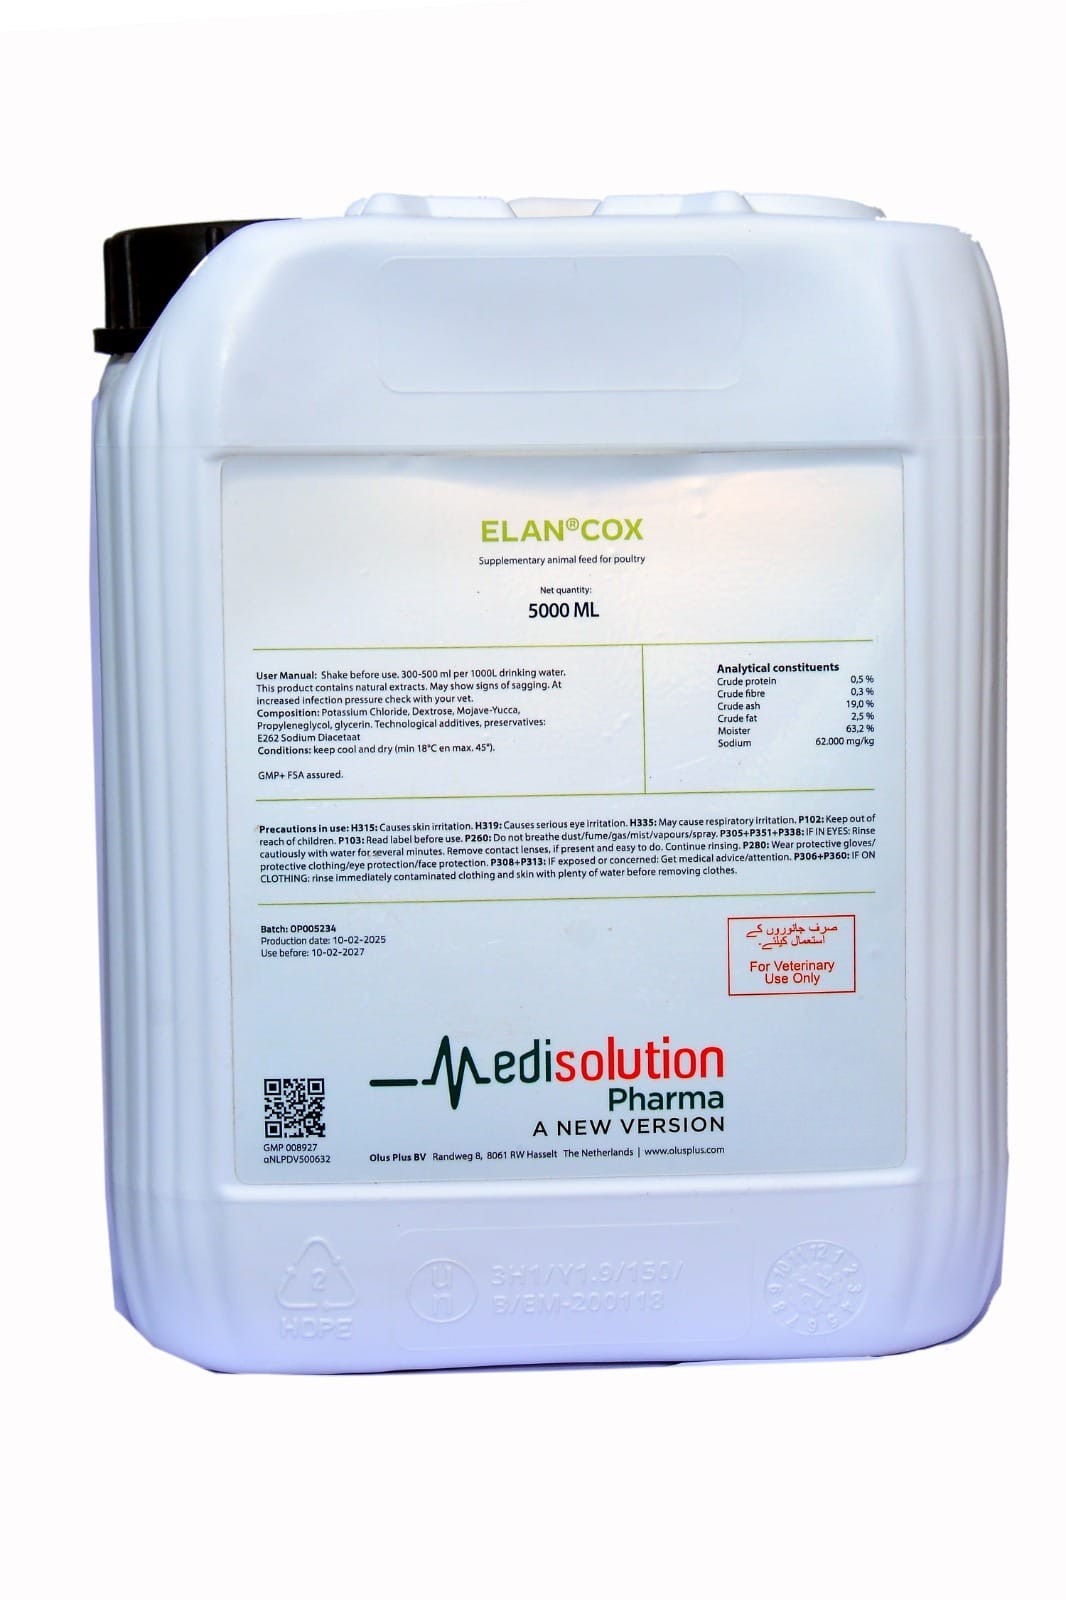 ELAN®COX
Supplementary animal feed for poultry
Net quantity:
5000 ML
User Manual: Shake before use. 300-500 ml per 1000L drinking water.
This product contains natural extracts. May show signs of sagging. At
increased infection pressure check with your vet.
Composition: Potassium Chloride, Dextrose, Mojave-Yucca,
Propyleneglycol, glycerin. Technological additives, preservatives:
E262 Sodium Diacetaat
Conditions: keep cool and dry (min 18°C en max. 45°).
GMP+ FSA assured.
Analytical constituents
Crude protein 0,5 %
Crude fibre 0,3 %
Crude ash 19,0 %
Crude fat 2,5 %
Moister 63,2 %
Sodium 62.000 mg/kg
Precautions in use: H315: Causes skin irritation. H319: Causes serious eye irritation. H335: May cause respiratory irritation. P102: Keep out of
reach of children. P103: Read label before use. P260: Do not breathe dust/fume/gas/mist/vapours/spray. P305+P351+P338: IF IN EYES: Rinse
cautiously with water for several minutes. Remove contact lenses, if present and easy to do. Continue rinsing. P280: Wear protective gloves/
protective clothing/eye protection/face protection. P308+P313: IF exposed or concerned: Get medical advice/attention. P306+P360: IF ON
CLOTHING: rinse immediately contaminated clothing and skin with plenty of water before removing clothes.
Batch: OP005234
Production date: 10-02-2025
Use before: 10-02-2027
صرف جانوروں کے
استعمال کیلئے۔
For Veterinary
Use Only
Medisolution
Pharma
A NEW VERSION
GMP 008927
αNLPDV500632
Olus Plus BV Randweg 8, 8061 RW Hasselt The Netherlands | www.olusplus.com
2
HDPE
un
3H1/Y1.9/150/
B/BM-200118